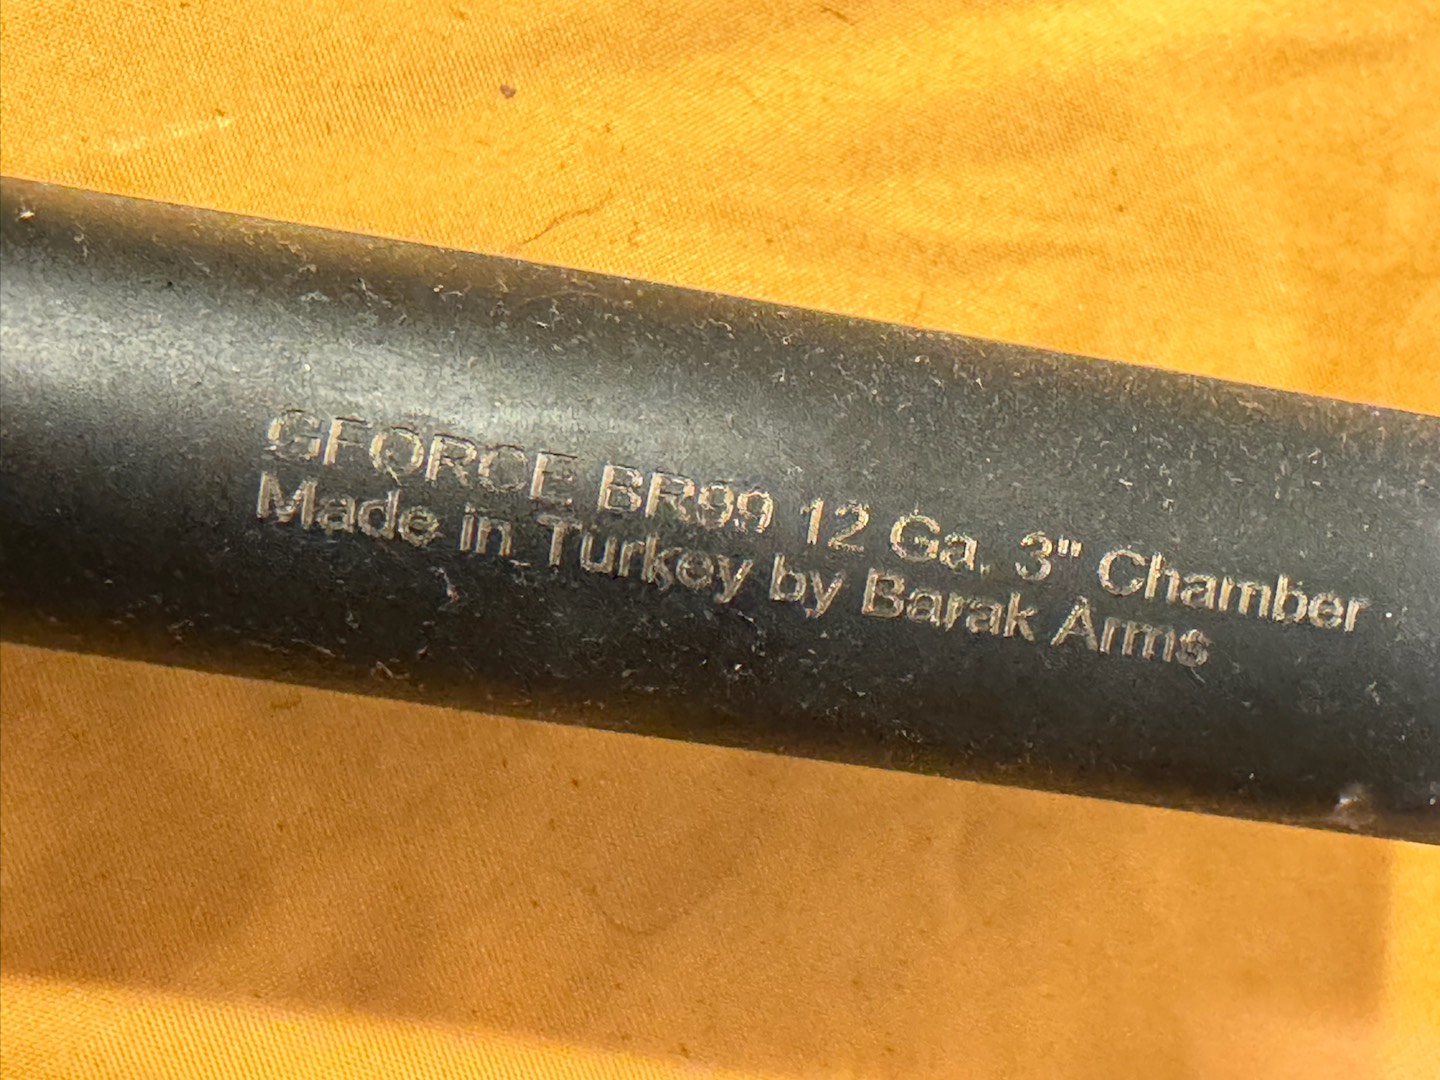 GFORCE BR99 12 Ga. 3" Chamber
Made in Turkey by Barak Arms